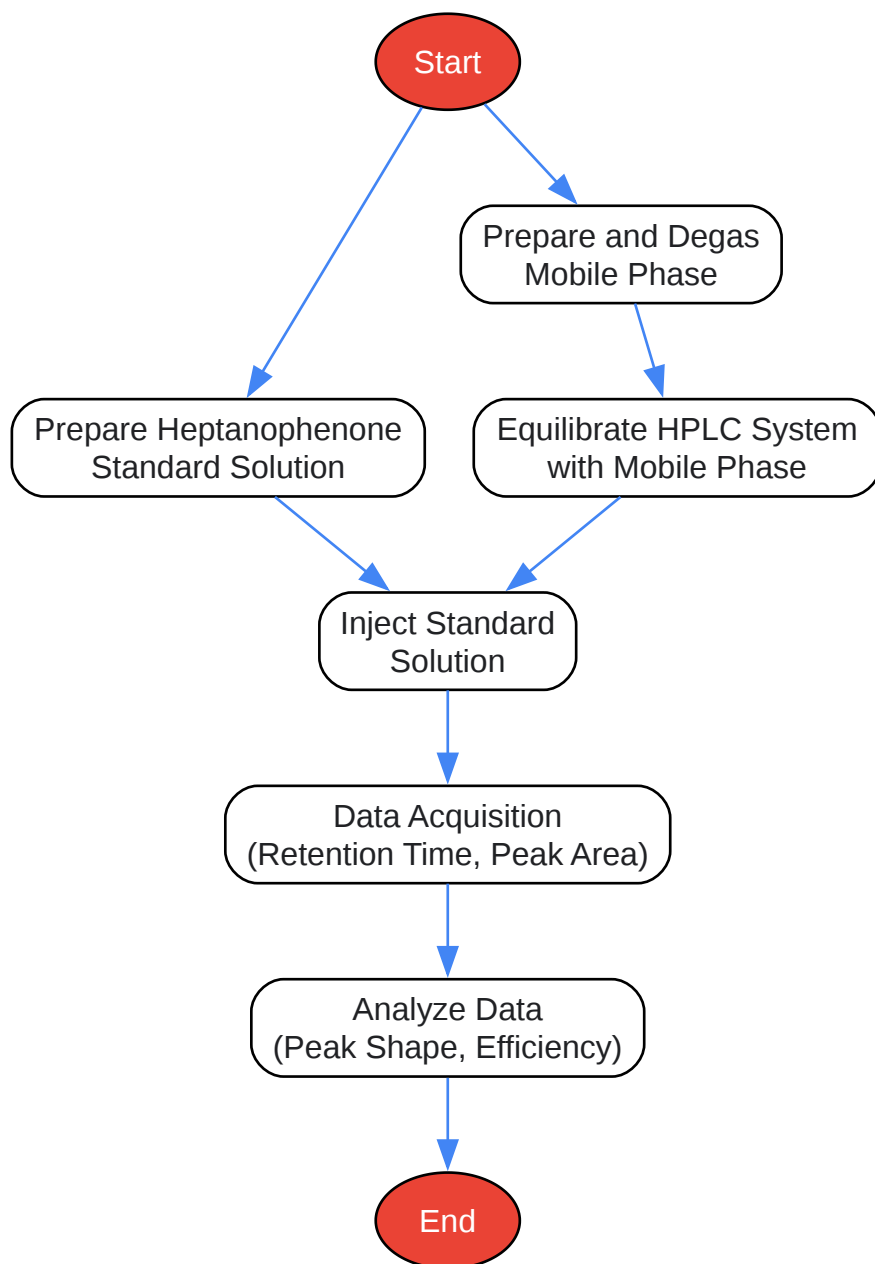 Start
Prepare and Degas
Mobile Phase
Prepare Heptanophenone
Standard Solution
Equilibrate HPLC System
with Mobile Phase
Inject Standard
Solution
Data Acquisition
(Retention Time, Peak Area)
Analyze Data
(Peak Shape, Efficiency)
End